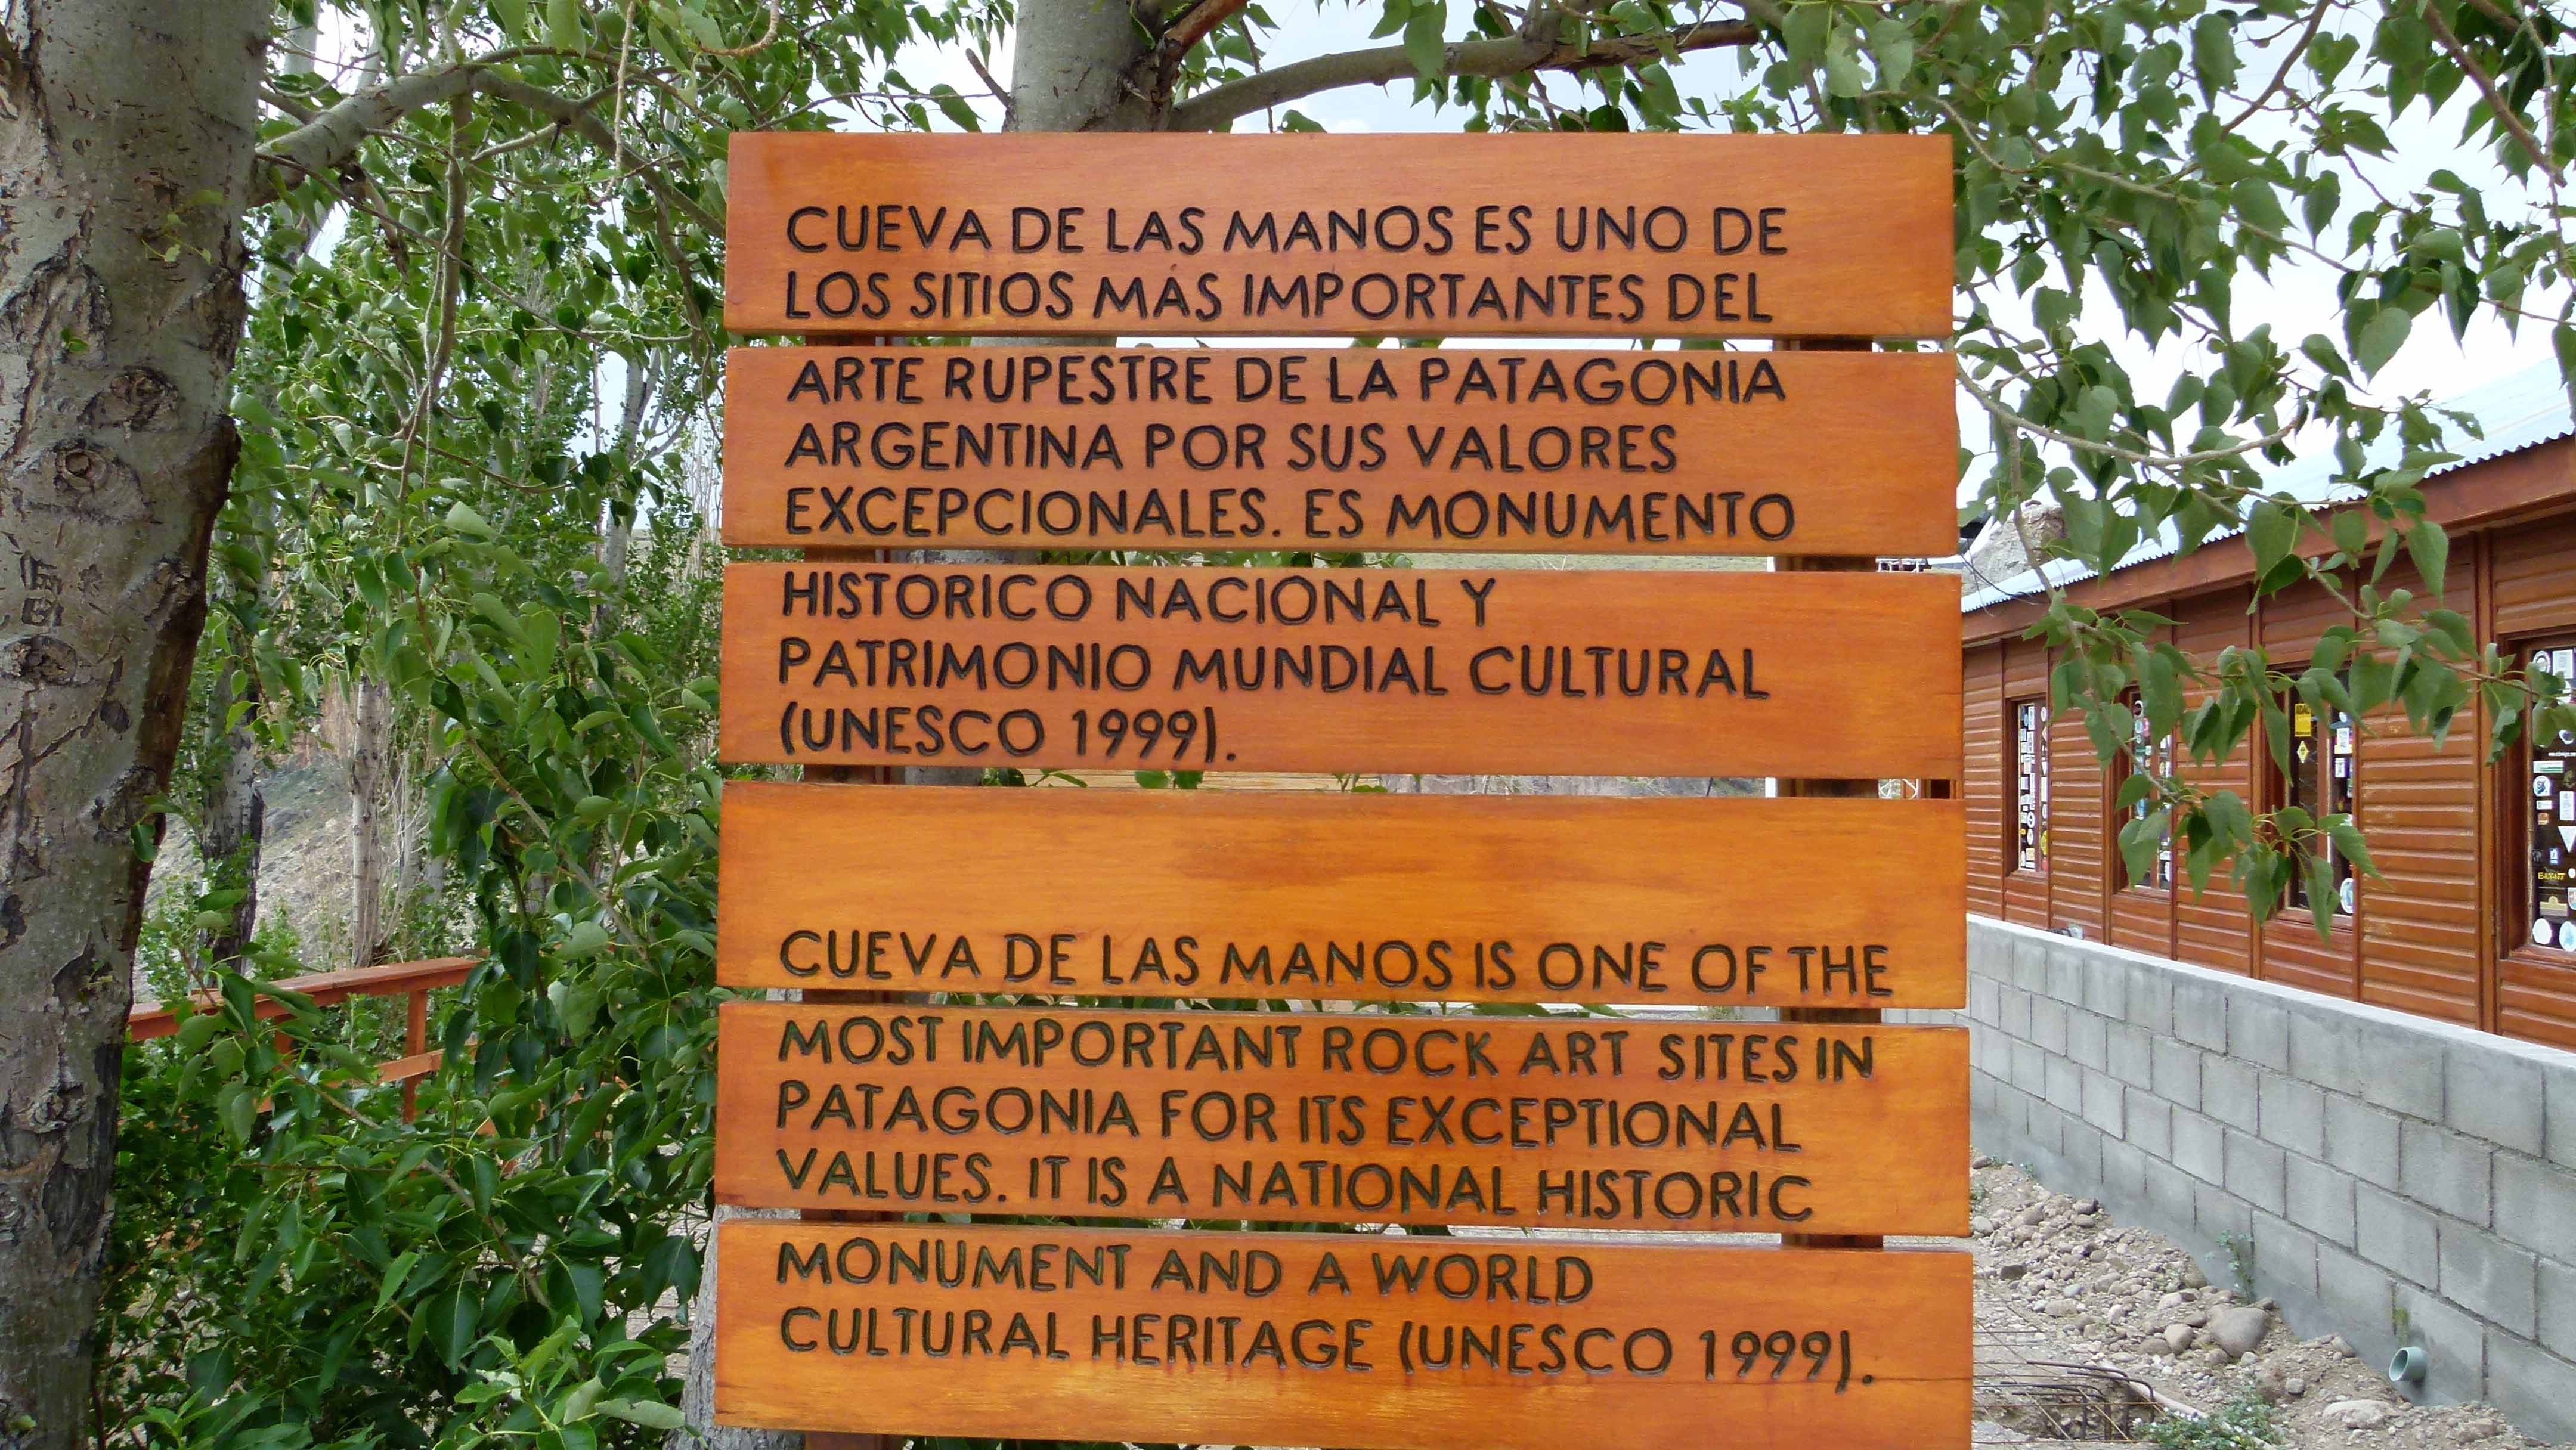 CUEVA DE LAS MANOS ES UNO DE
LOS SITIOS MÁS IMPORTANTES DEL
ARTE RUPESTRE DE LA PATAGONIA
ARGENTINA POR SUS VALORES
EXCEPCIONALES. ES MONUMENTO
HISTORICO NACIONAL Y
PATRIMONIO MUNDIAL CULTURAL
(UNESCO 1999).
CUEVA DE LAS MANOS IS ONE OF THE
MOST IMPORTANT ROCK ART SITES IN
PATAGONIA FOR ITS EXCEPTIONAL
VALUES. IT IS A NATIONAL HISTORIC
MONUMENT AND A WORLD
CULTURAL HERITAGE (UNESCO 1999).